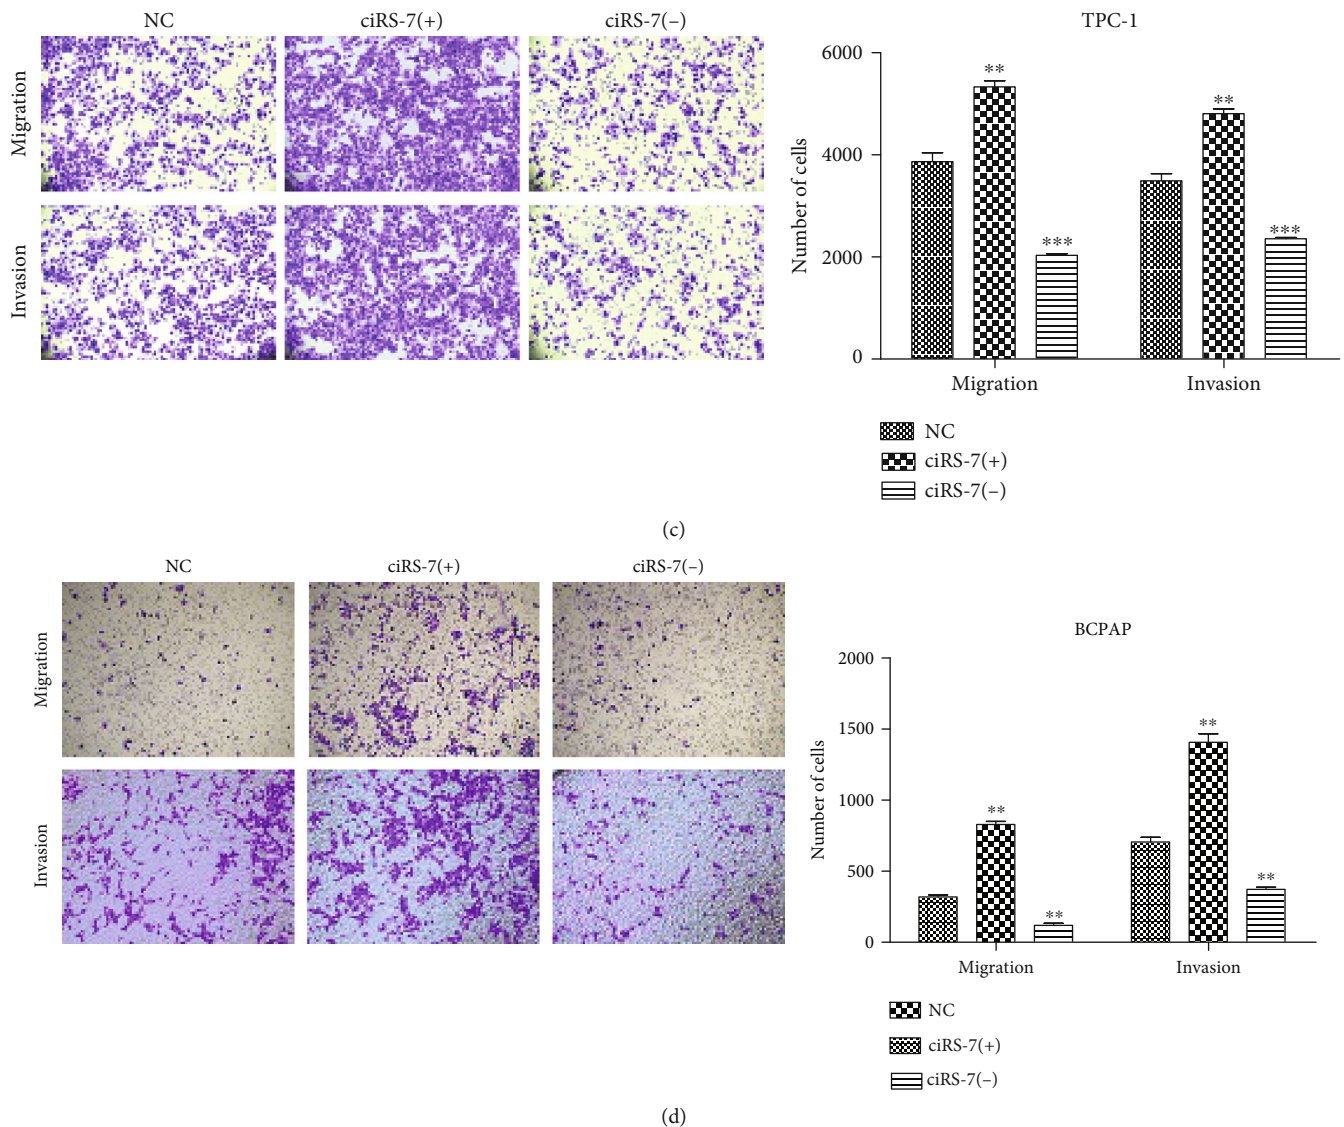 NC ciRS-7(+) ciRS-7(–)
Migration
Invasion
TPC-1
6000
4000
2000
0
Number of cells
** *** ** ***
Migration Invasion
NC
ciRS-7(+)
ciRS-7(–)
(c)
NC ciRS-7(+) ciRS-7(–)
Migration
Invasion
BCPAP
2000
1500
1000
500
0
Number of cells
** ** ** **
Migration Invasion
NC
ciRS-7(+)
ciRS-7(–)
(d)